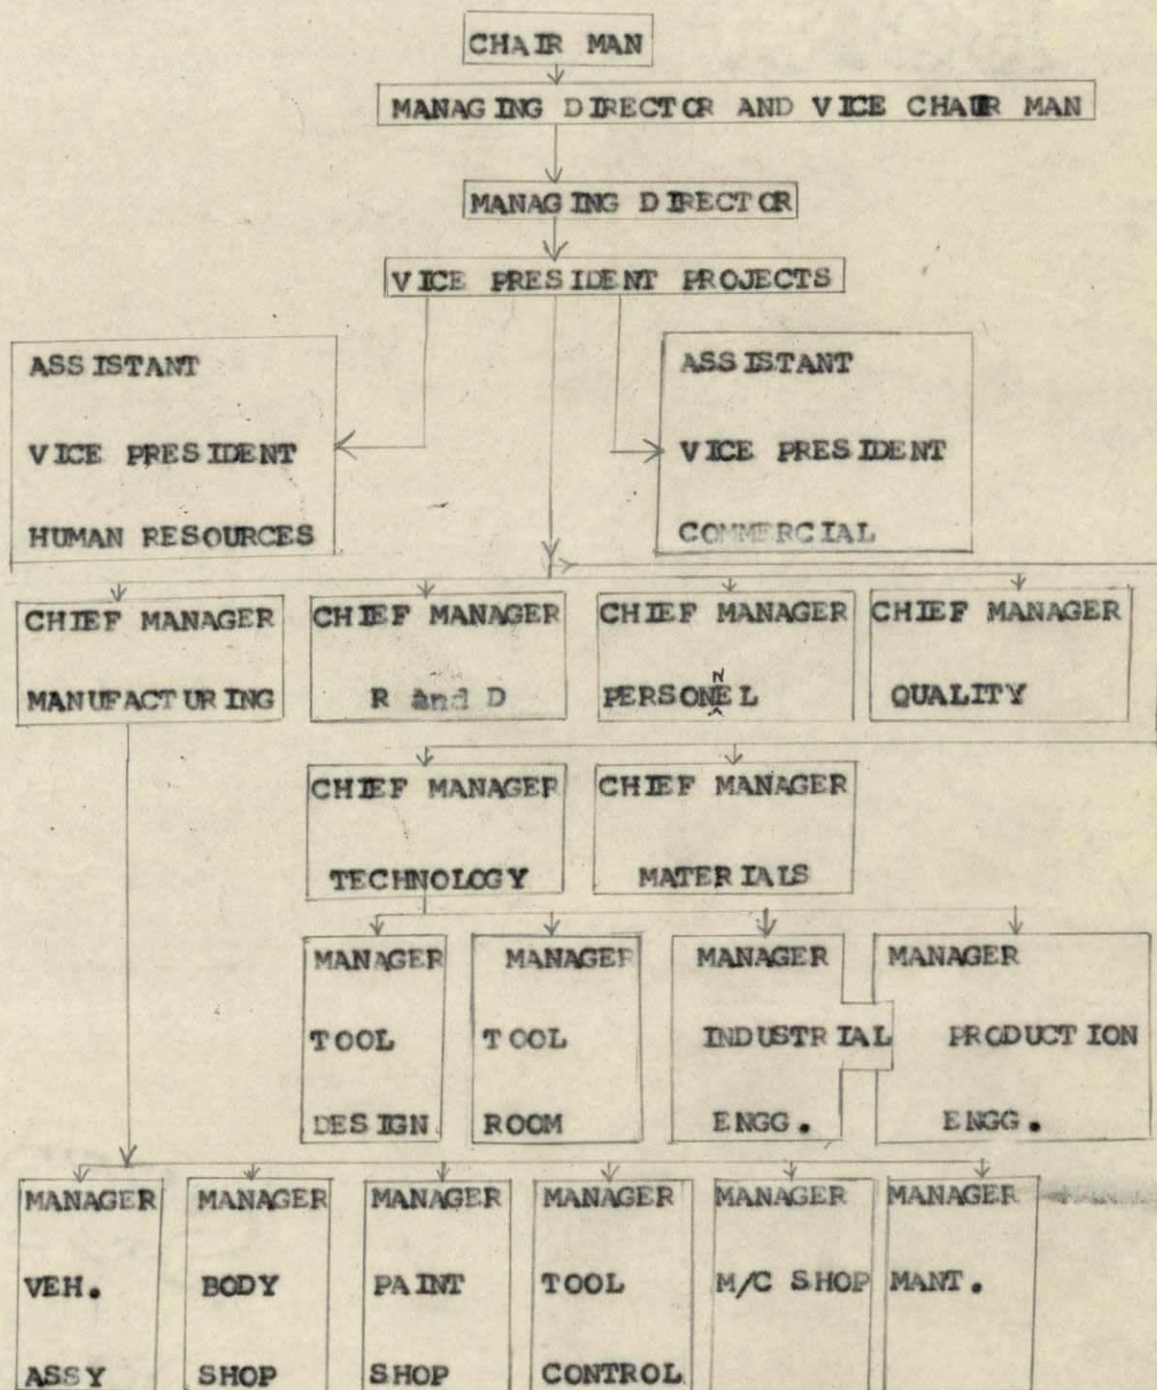 CHAIR MAN
MANAGING DIRECTOR AND VICE CHAIR MAN
MANAGING DIRECTOR
VICE PRESIDENT PROJECTS
ASSISTANT
VICE PRESIDENT
HUMAN RESOURCES
ASSISTANT
VICE PRESIDENT
COMMERCIAL
CHIEF MANAGER
MANUFACTURING
CHIEF MANAGER
R and D
CHIEF MANAGER
PERSONNEL
CHIEF MANAGER
QUALITY
CHIEF MANAGER
TECHNOLOGY
CHIEF MANAGER
MATERIALS
MANAGER
TOOL
DESIGN
MANAGER
TOOL
ROOM
MANAGER
INDUSTRIAL
ENGG.
MANAGER
PRODUCTION
ENGG.
MANAGER
VEH.
ASSY
MANAGER
BODY
SHOP
MANAGER
PAINT
SHOP
MANAGER
TOOL
CONTROL
MANAGER
M/C SHOP
MANAGER
MANT.